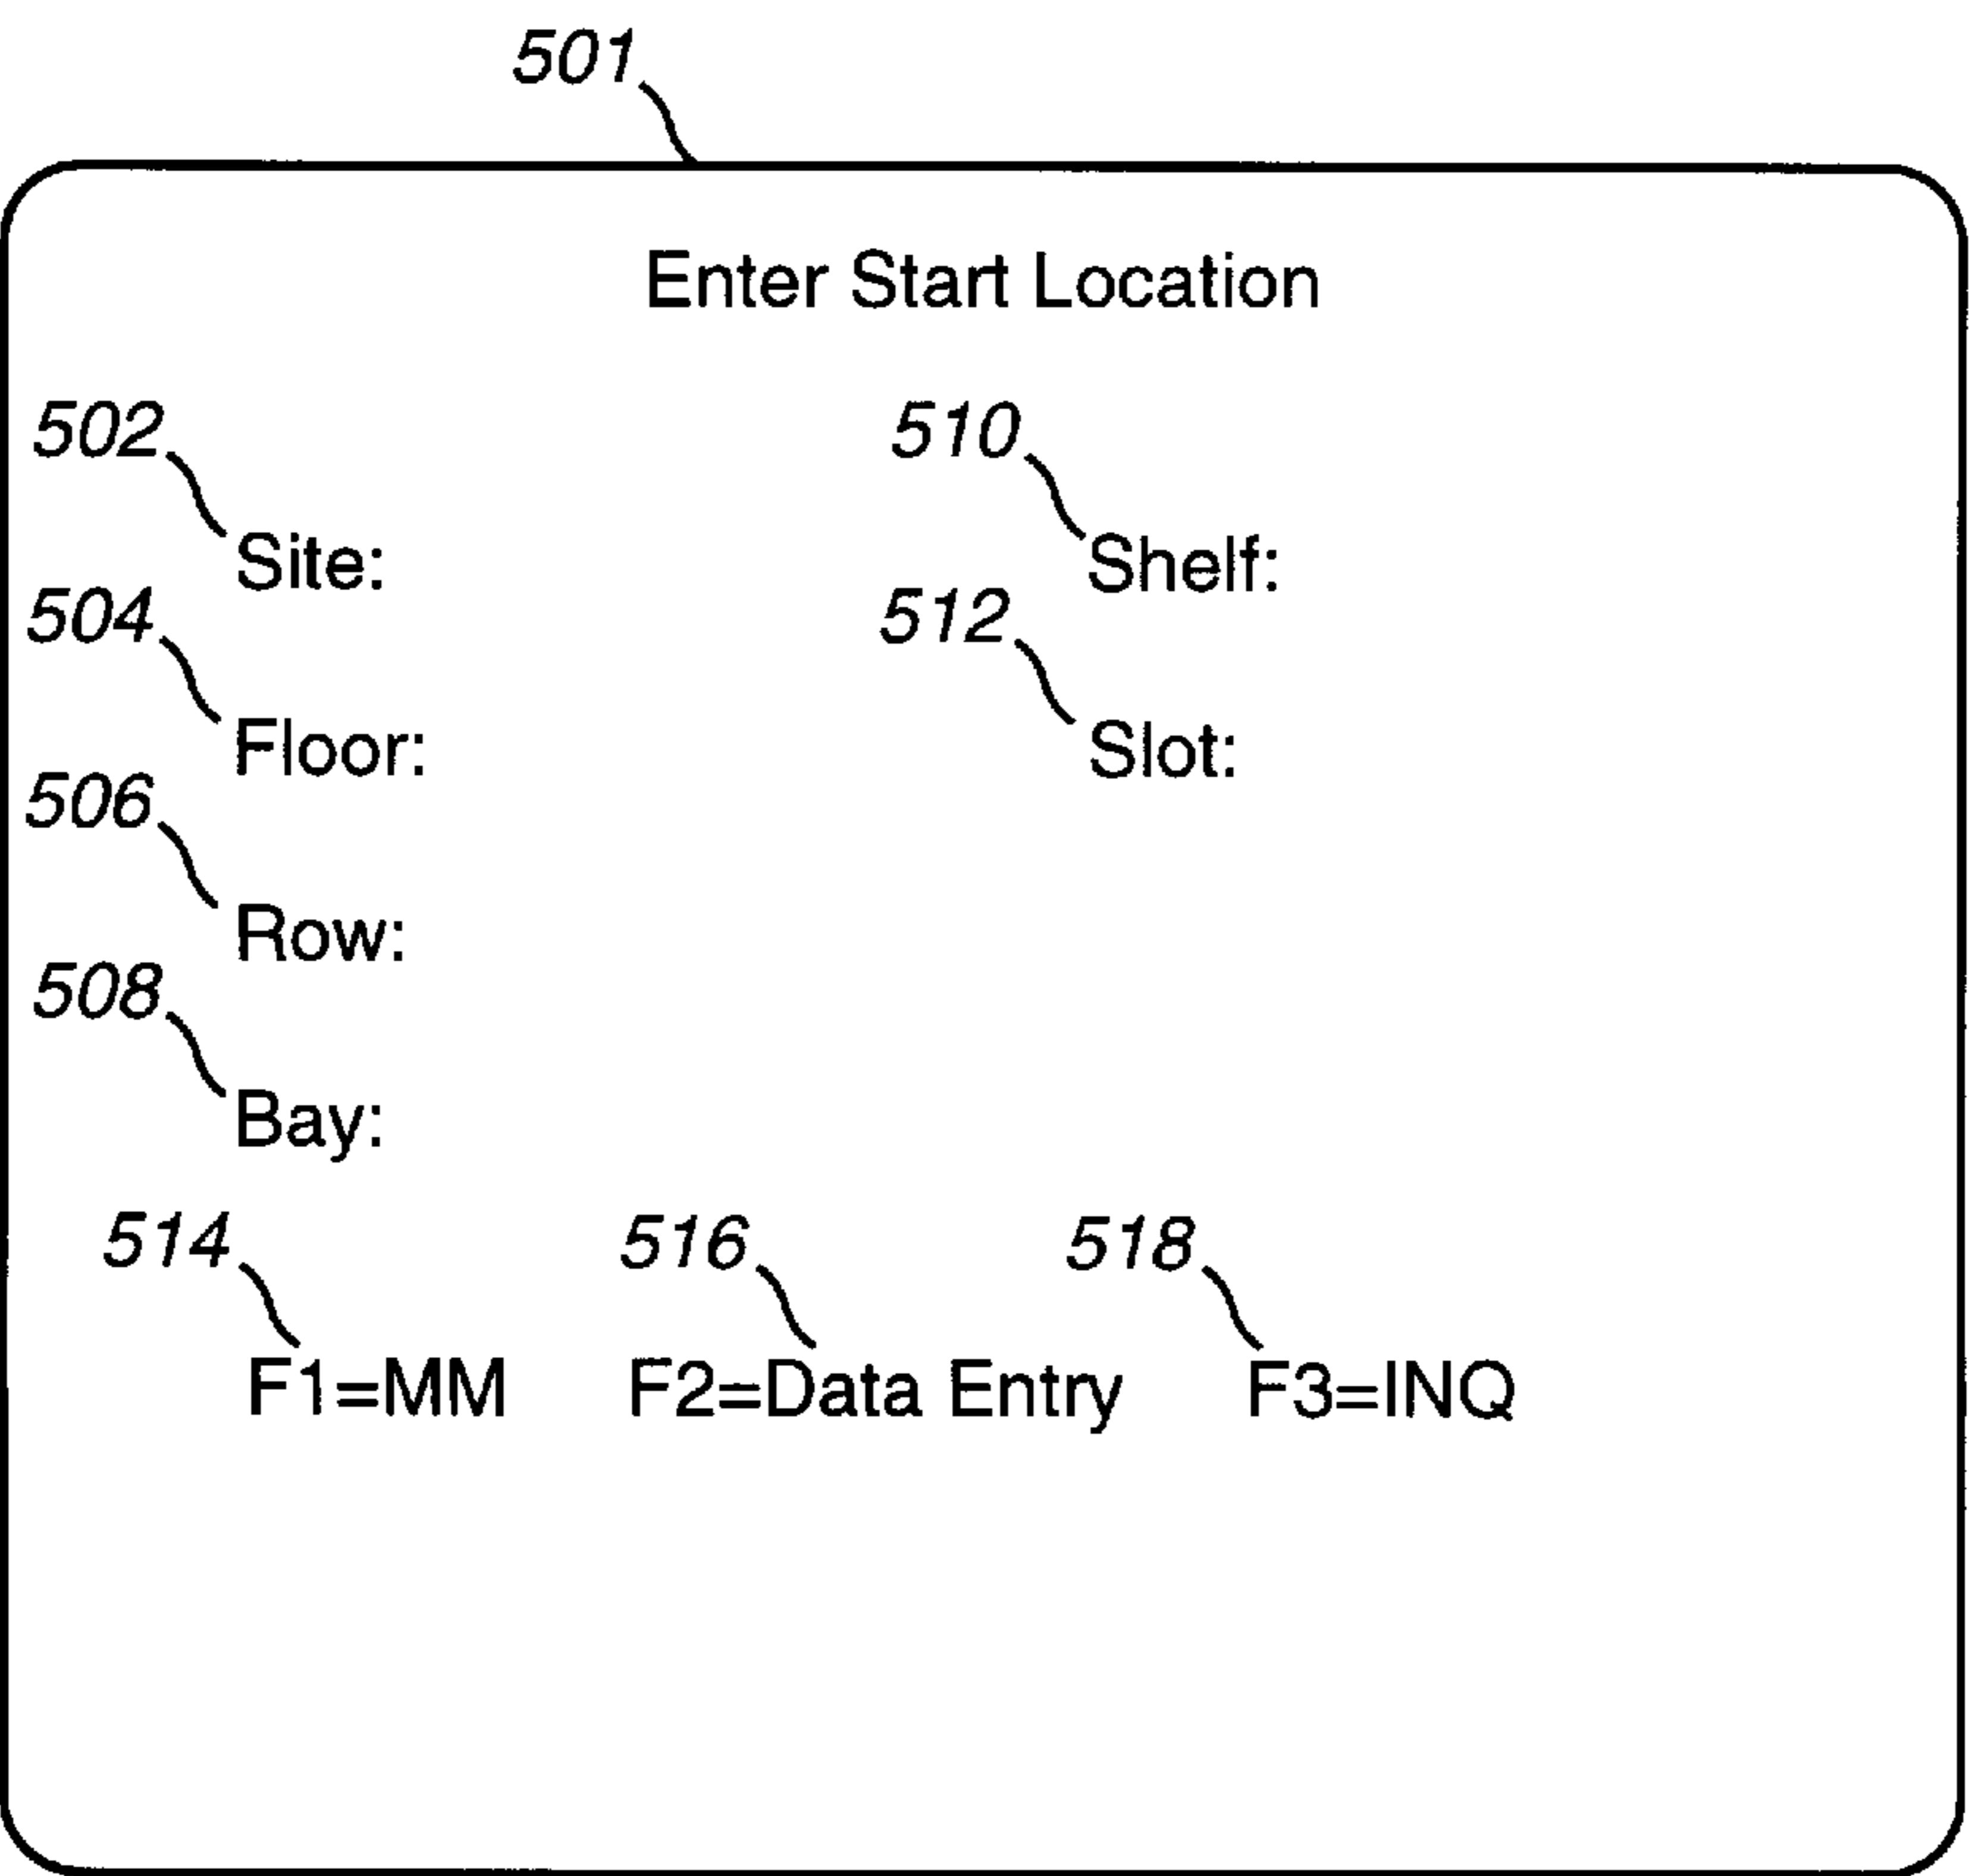 501
Enter Start Location
502 510
Site: Shelf:
504 512
Floor: Slot:
506
Row:
508
Bay:
514 516 518
F1=MM F2=Data Entry F3=INQ